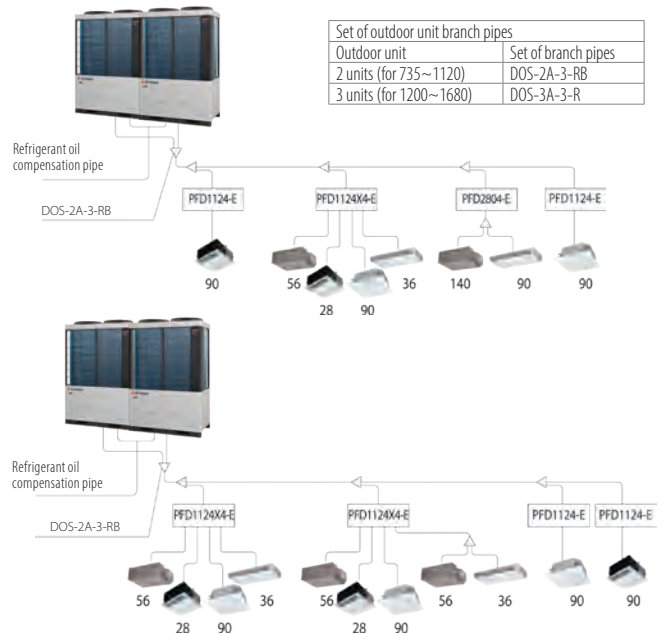 Set of outdoor unit branch pipes
Outdoor unit Set of branch pipes
2 units (for 735~1120) DOS-2A-3-RB
3 units (for 1200~1680) DOS-3A-3-R
Refrigerant oil
compensation pipe
DOS-2A-3-RB
PFD1124-E PFD1124X4-E PFD2804-E PFD1124-E
90 56 36 140 90 90
28 90
Refrigerant oil
compensation pipe
DOS-2A-3-RB
PFD1124X4-E PFD1124X4-E PFD1124-E PFD1124-E
56 36 56 56 36 90 90
28 90 28 90